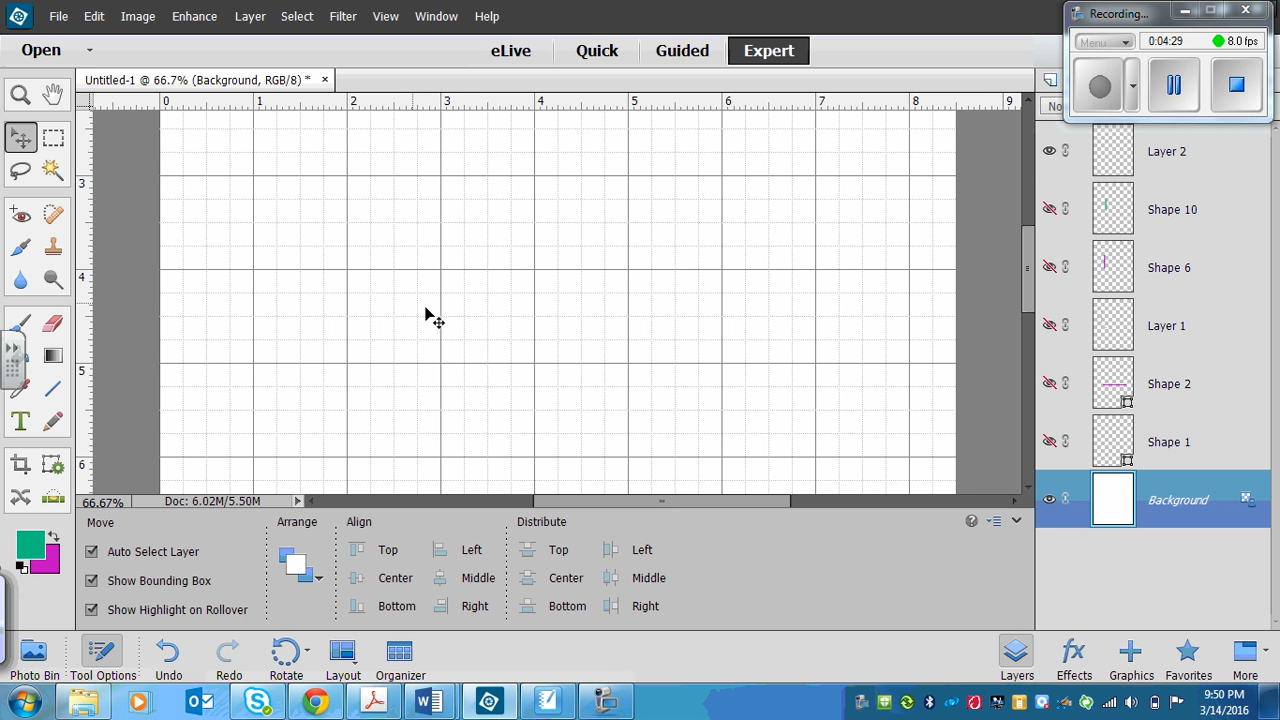 File Edit Image Enhance Layer Select Filter View Window Help
Recording...
Open eLive Quick Guided Expert
Menu 0:04:29 8.0 fps
Untitled-1 @ 66.7% (Background, RGB/8) * ×
No
0 1 2 3 4 5 6 7 8 9
3
4
5
6
Layer 2
Shape 10
Shape 6
Layer 1
Shape 2
Shape 1
Background
66.67% Doc: 6.02M/5.50M
Move Arrange Align Distribute
Auto Select Layer Top Left Top Left
Show Bounding Box Center Middle Center Middle
Show Highlight on Rollover Bottom Right Bottom Right
Photo Bin Tool Options Undo Redo Rotate Layout Organizer Layers Effects Graphics Favorites More
9:50 PM
3/14/2016